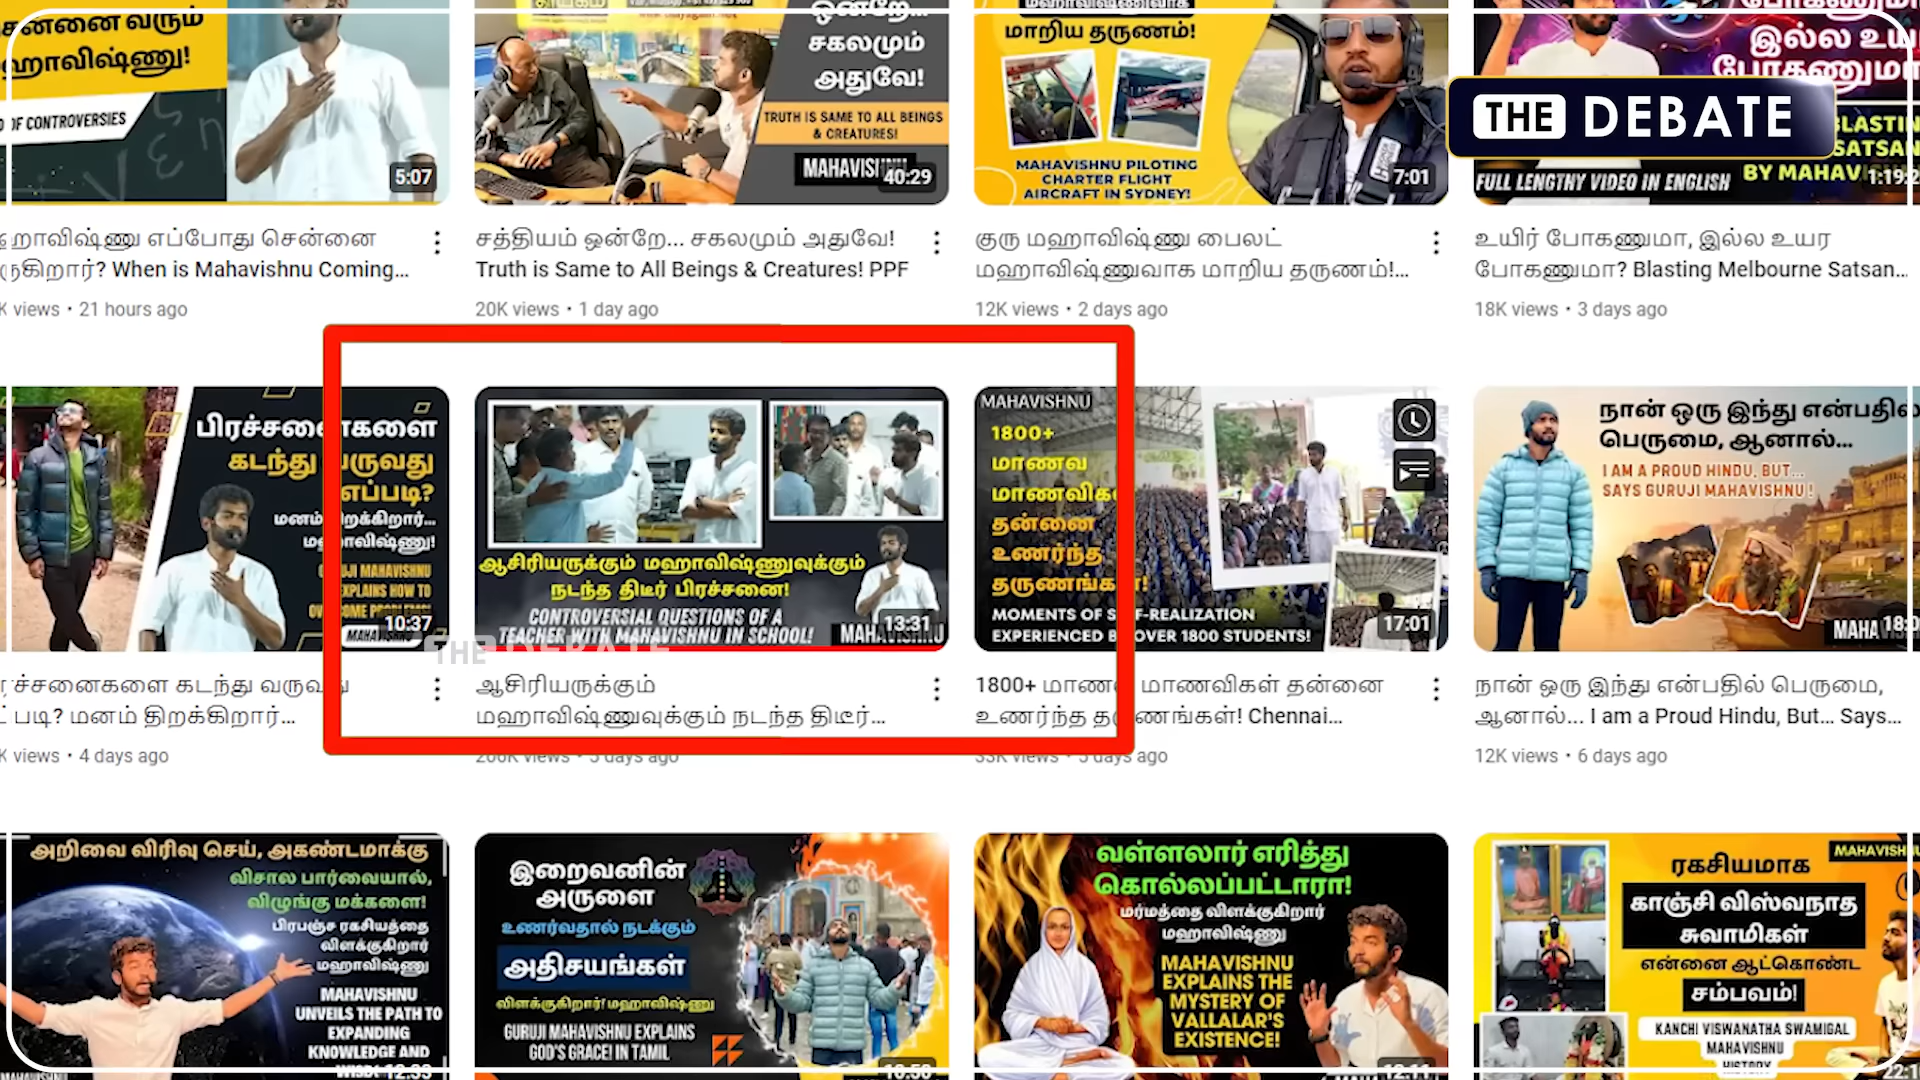 சென்னை வரும்
ஹாவிஷ்ணு!
OF CONTROVERSIES
5:07
ஒன்றே...
சகலமும்
அதுவே!
TRUTH IS SAME TO ALL BEINGS
& CREATURES!
40:29
மாறிய தருணம்!
MAHAVISHNU PILOTING
CHARTER FLIGHT
AIRCRAFT IN SYDNEY!
7:01
இல்ல உய
THE DEBATE
FULL LENGTHY VIDEO IN ENGLISH
ஹாவிஷ்ணு எப்போது சென்னை
ருகிறார்? When is Mahavishnu Coming...
K views • 21 hours ago
சத்தியம் ஒன்றே... சகலமும் அதுவே!
Truth is Same to All Beings & Creatures! PPF
20K views • 1 day ago
குரு மஹாவிஷ்ணு பைலட்
மஹாவிஷ்ணுவாக மாறிய தருணம்!...
12K views • 2 days ago
உயிர் போகணுமா, இல்ல உயர
போகணுமா? Blasting Melbourne Satsan...
18K views • 3 days ago
எப்படி?
10:37
ஆசிரியருக்கும் மஹாவிஷ்ணுவுக்கும்
நடந்த திடீர் பிரச்சனை!
CONTROVERSIAL QUESTIONS OF A
TEACHER WITH MAHAVISHNU IN SCHOOL!
13:31
MAHAVISHNU
1800+
மாணவ
தன்னை
உணர்ந்த
MOMENTS OF
EXPERIENCED
OVER 1800 STUDENTS!
17:01
நான் ஒரு இந்து என்பதில்
பெருமை, ஆனால்...
I AM A PROUD HINDU, BUT...
SAYS GURUJI MAHAVISHNU!
THE DEBATE
ச்சனைகளை கடந்து வருவது
படி? மனம் திறக்கிறார்...
K views • 4 days ago
ஆசிரியருக்கும்
மஹாவிஷ்ணுவுக்கும் நடந்த திடீர்...
1800+ மாணவ மாணவிகள் தன்னை
உணர்ந்த தருணங்கள்! Chennai...
நான் ஒரு இந்து என்பதில் பெருமை,
ஆனால்... I am a Proud Hindu, But... Says...
12K views • 6 days ago
அறிவை விரிவு செய், அகண்டமாக்கு
விசால பார்வையால்,
விழுங்கு மக்களை!
பிரபஞ்ச ரகசியத்தை
விளக்குகிறார்
மஹாவிஷ்ணு
MAHAVISHNU
UNVEILS THE PATH TO
EXPANDING
KNOWLEDGE AND
இறைவனின்
அருளை
உணர்வதால் நடக்கும்
அதிசயங்கள்
விளக்குகிறார்! மஹாவிஷ்ணு
GURUJI MAHAVISHNU EXPLAINS
GOD'S GRACE! IN TAMIL
வள்ளலார் எரித்து
கொல்லப்பட்டாரா!
மர்மத்தை விளக்குகிறார்
மஹாவிஷ்ணு
MAHAVISHNU
EXPLAINS THE
MYSTERY OF
VALLALAR'S
EXISTENCE!
ரகசியமாக
காஞ்சி விஸ்வநாத
சுவாமிகள்
என்னை ஆட்கொண்ட
சம்பவம்!
KANCHI VISWANATHA SWAMIGAL
MAHAVISHNU
HISTORY